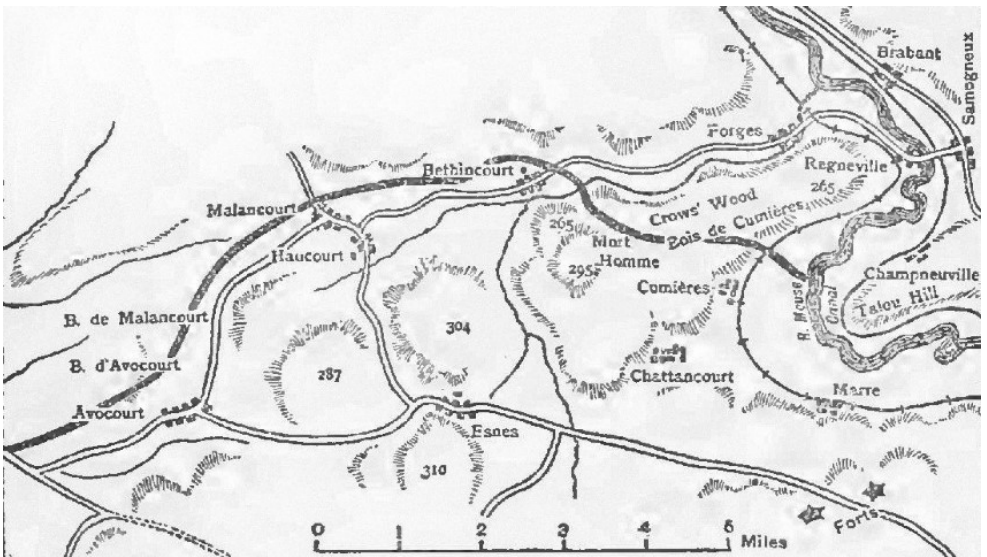 Brabant
Samogneux
Forges
Regneville
265
Bethincourt
Crows' Wood
Malancourt
Bois de Cumières
265
Mort
Homme
Haucourt
295
Cumières
Champneuville
R. Meuse
Canal
Talou Hill
B. de Malancourt
304
B. d'Avocourt
287
Chattancourt
Avocourt
Marre
Esnes
310
Forts
0 2 3 4 5 Miles